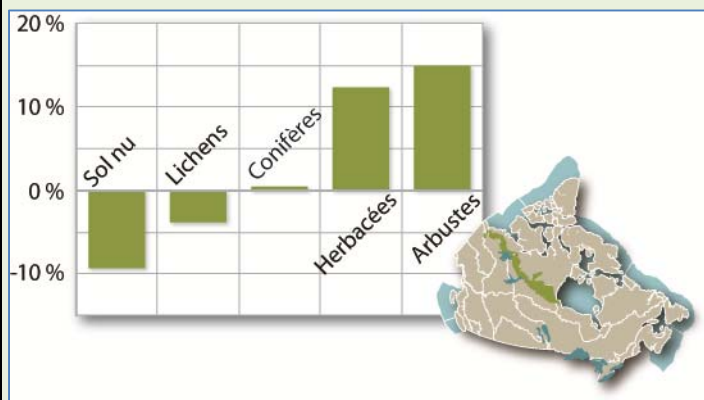 20 %
10 %
0 %
-10 %
Sol nu
Lichens
Conifères
Herbacées
Arbustes